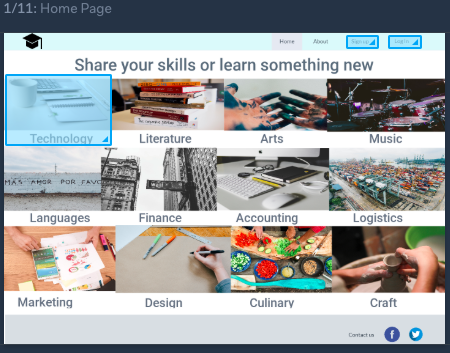 1/11: Home Page
Home About Sign up Log in
Share your skills or learn something new
Technology Literature Arts Music
MAS AMOR POR FAVOR
Languages Finance Accounting Logistics
Marketing Design Culinary Craft
Contact us